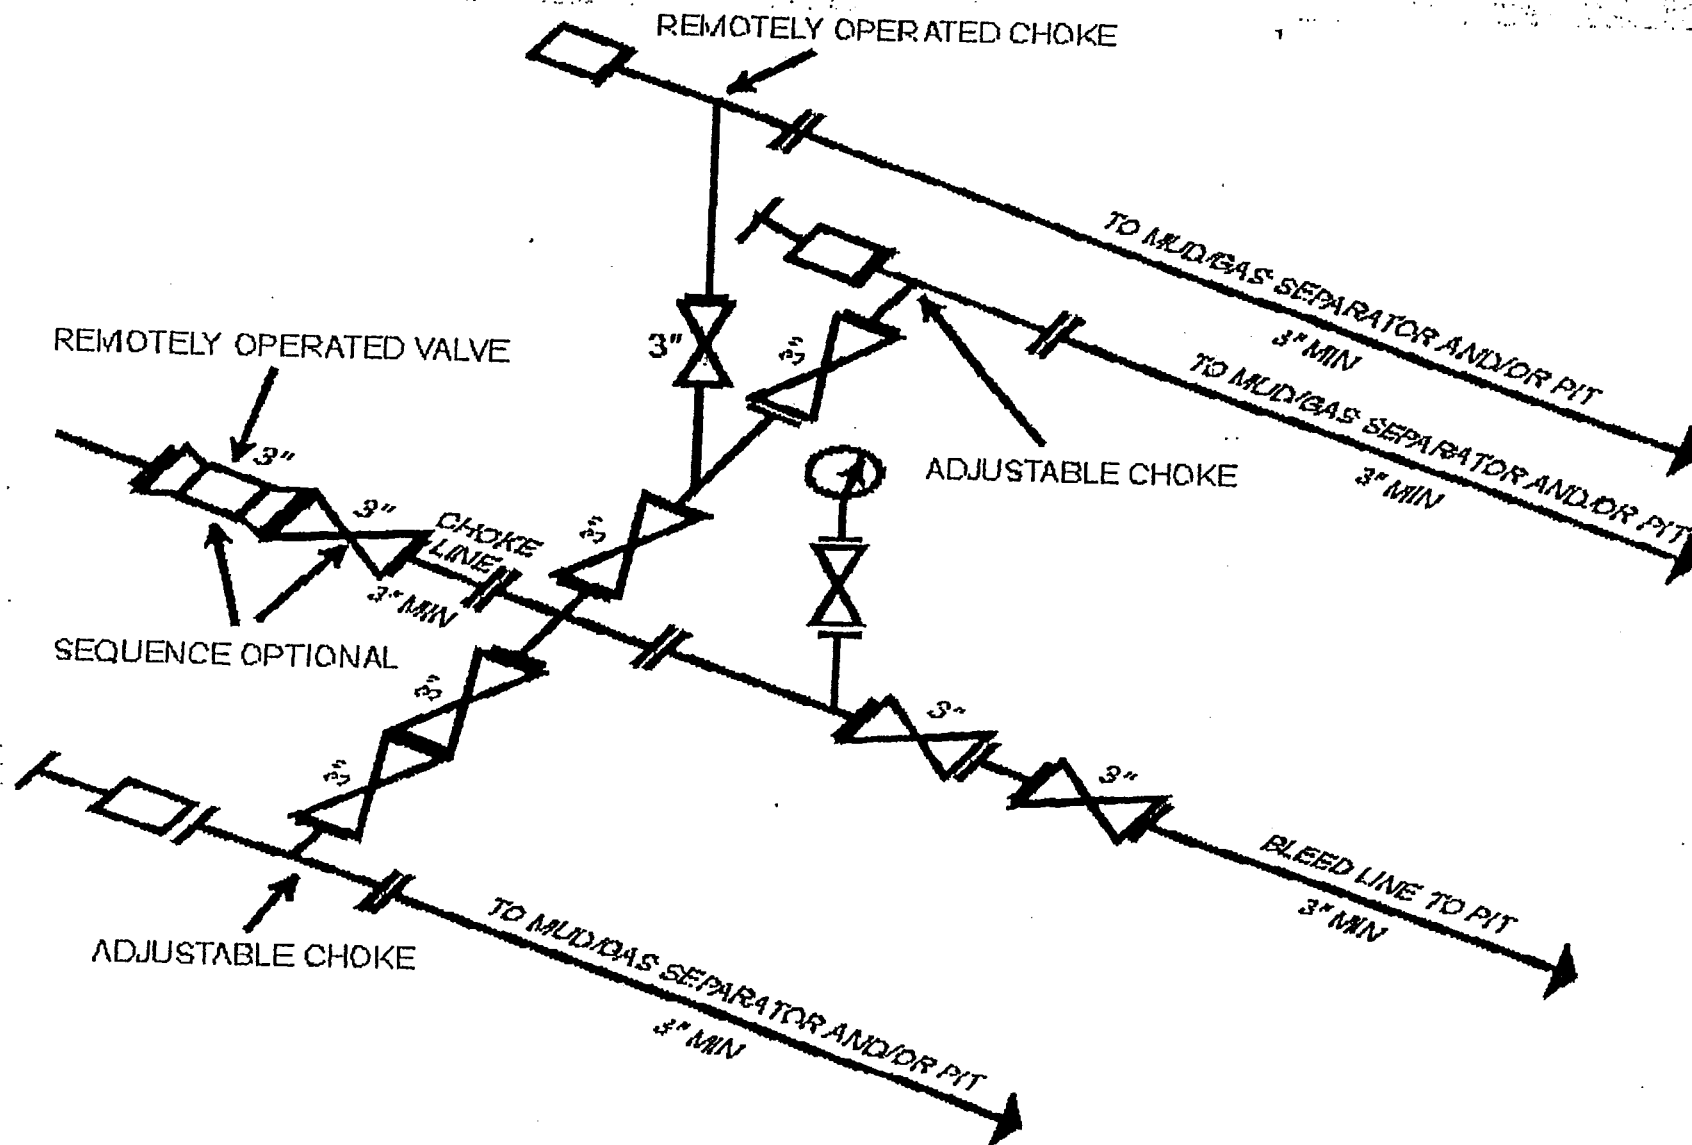 REMOTELY OPERATED CHOKE
TO MUD/GAS SEPARATOR AND/OR PIT
3" MIN
3"
3"
REMOTELY OPERATED VALVE
TO MUD/GAS SEPARATOR AND/OR PIT
3" MIN
ADJUSTABLE CHOKE
3"
3"
CHOKE
LINE
3"
3" MIN
SEQUENCE OPTIONAL
3"
3"
3"
3"
BLEED LINE TO PIT
3" MIN
ADJUSTABLE CHOKE
TO MUD/GAS SEPARATOR AND/OR PIT
3" MIN